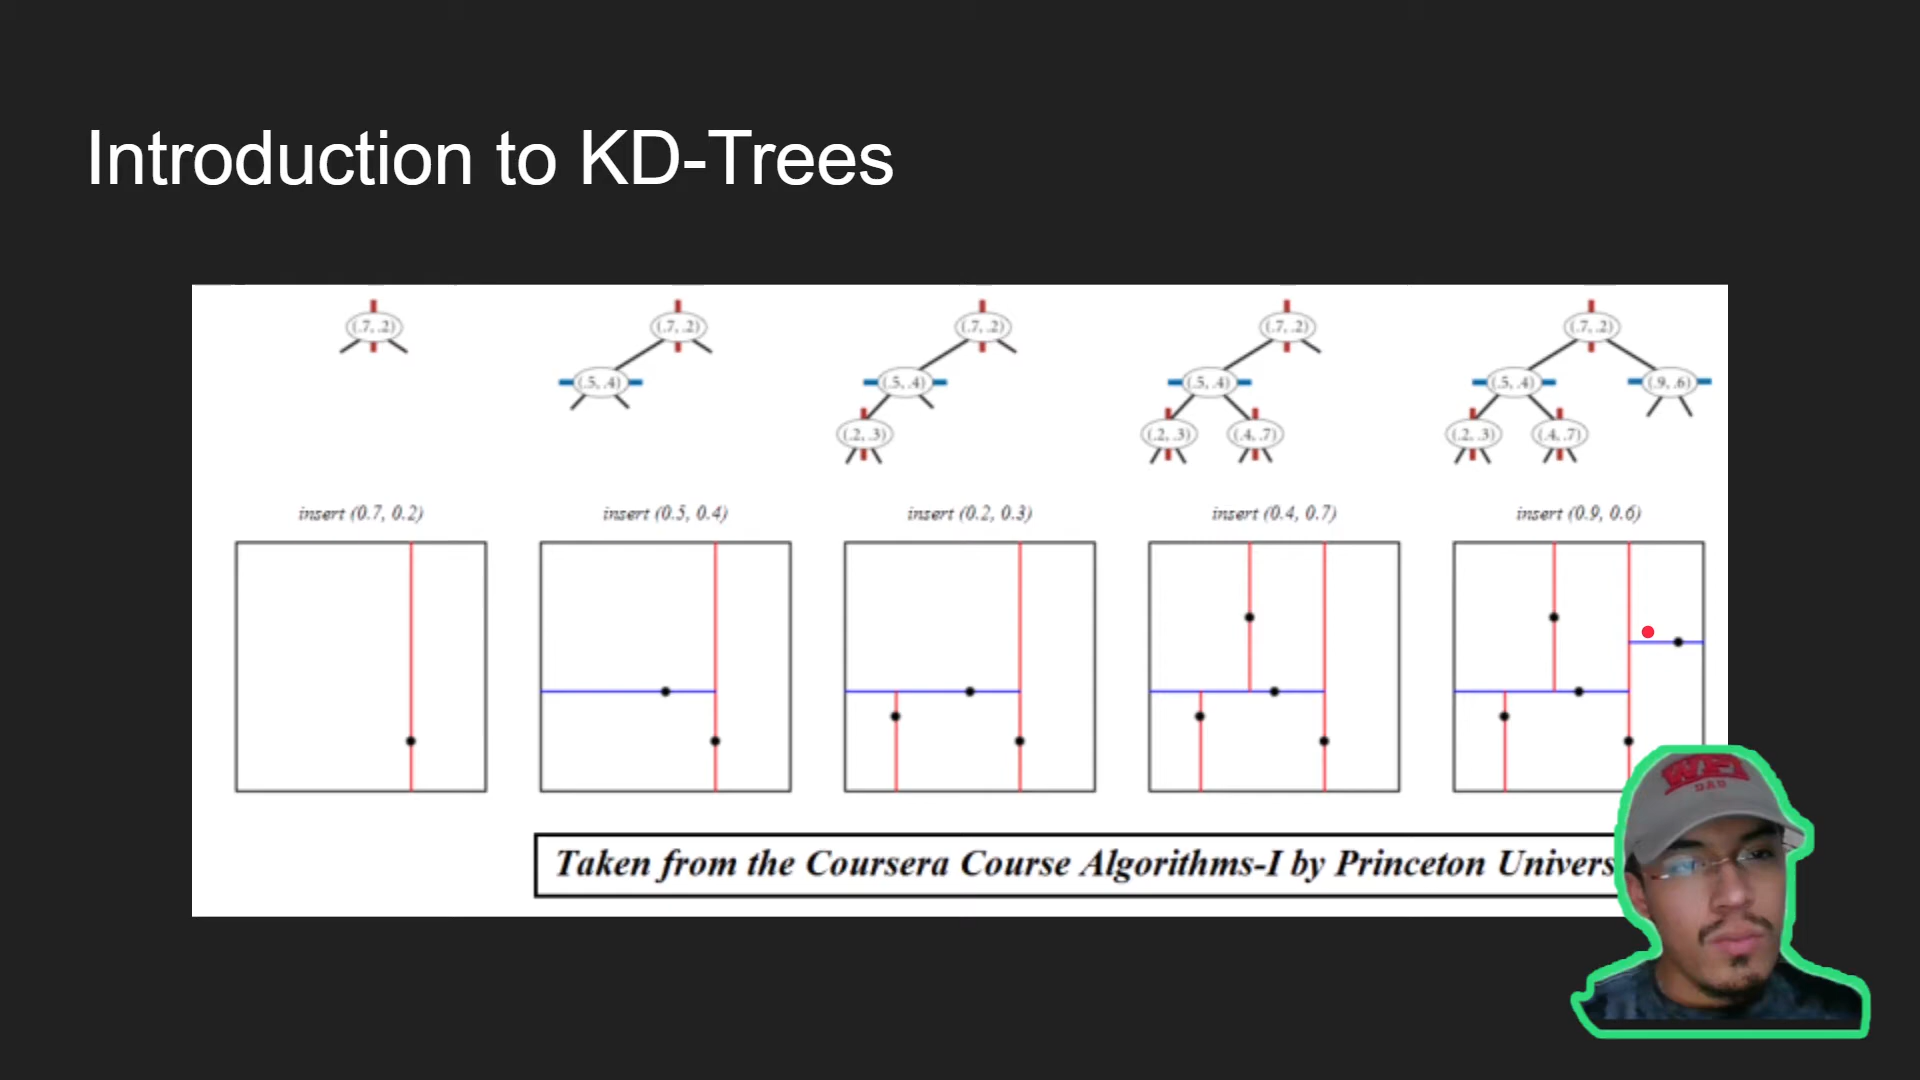 Introduction to KD-Trees
(.7, .2) (.7, .2) (.7, .2) (.7, .2) (.7, .2)
(.5, .4) (.5, .4) (.5, .4) (.5, .4) (.9, .6)
(.2, .3) (.2, .3) (.4, .7) (.2, .3) (.4, .7)
insert (0.7, 0.2) insert (0.5, 0.4) insert (0.2, 0.3) insert (0.4, 0.7) insert (0.9, 0.6)
WPI
DAD
Taken from the Coursera Course Algorithms-I by Princeton Univers